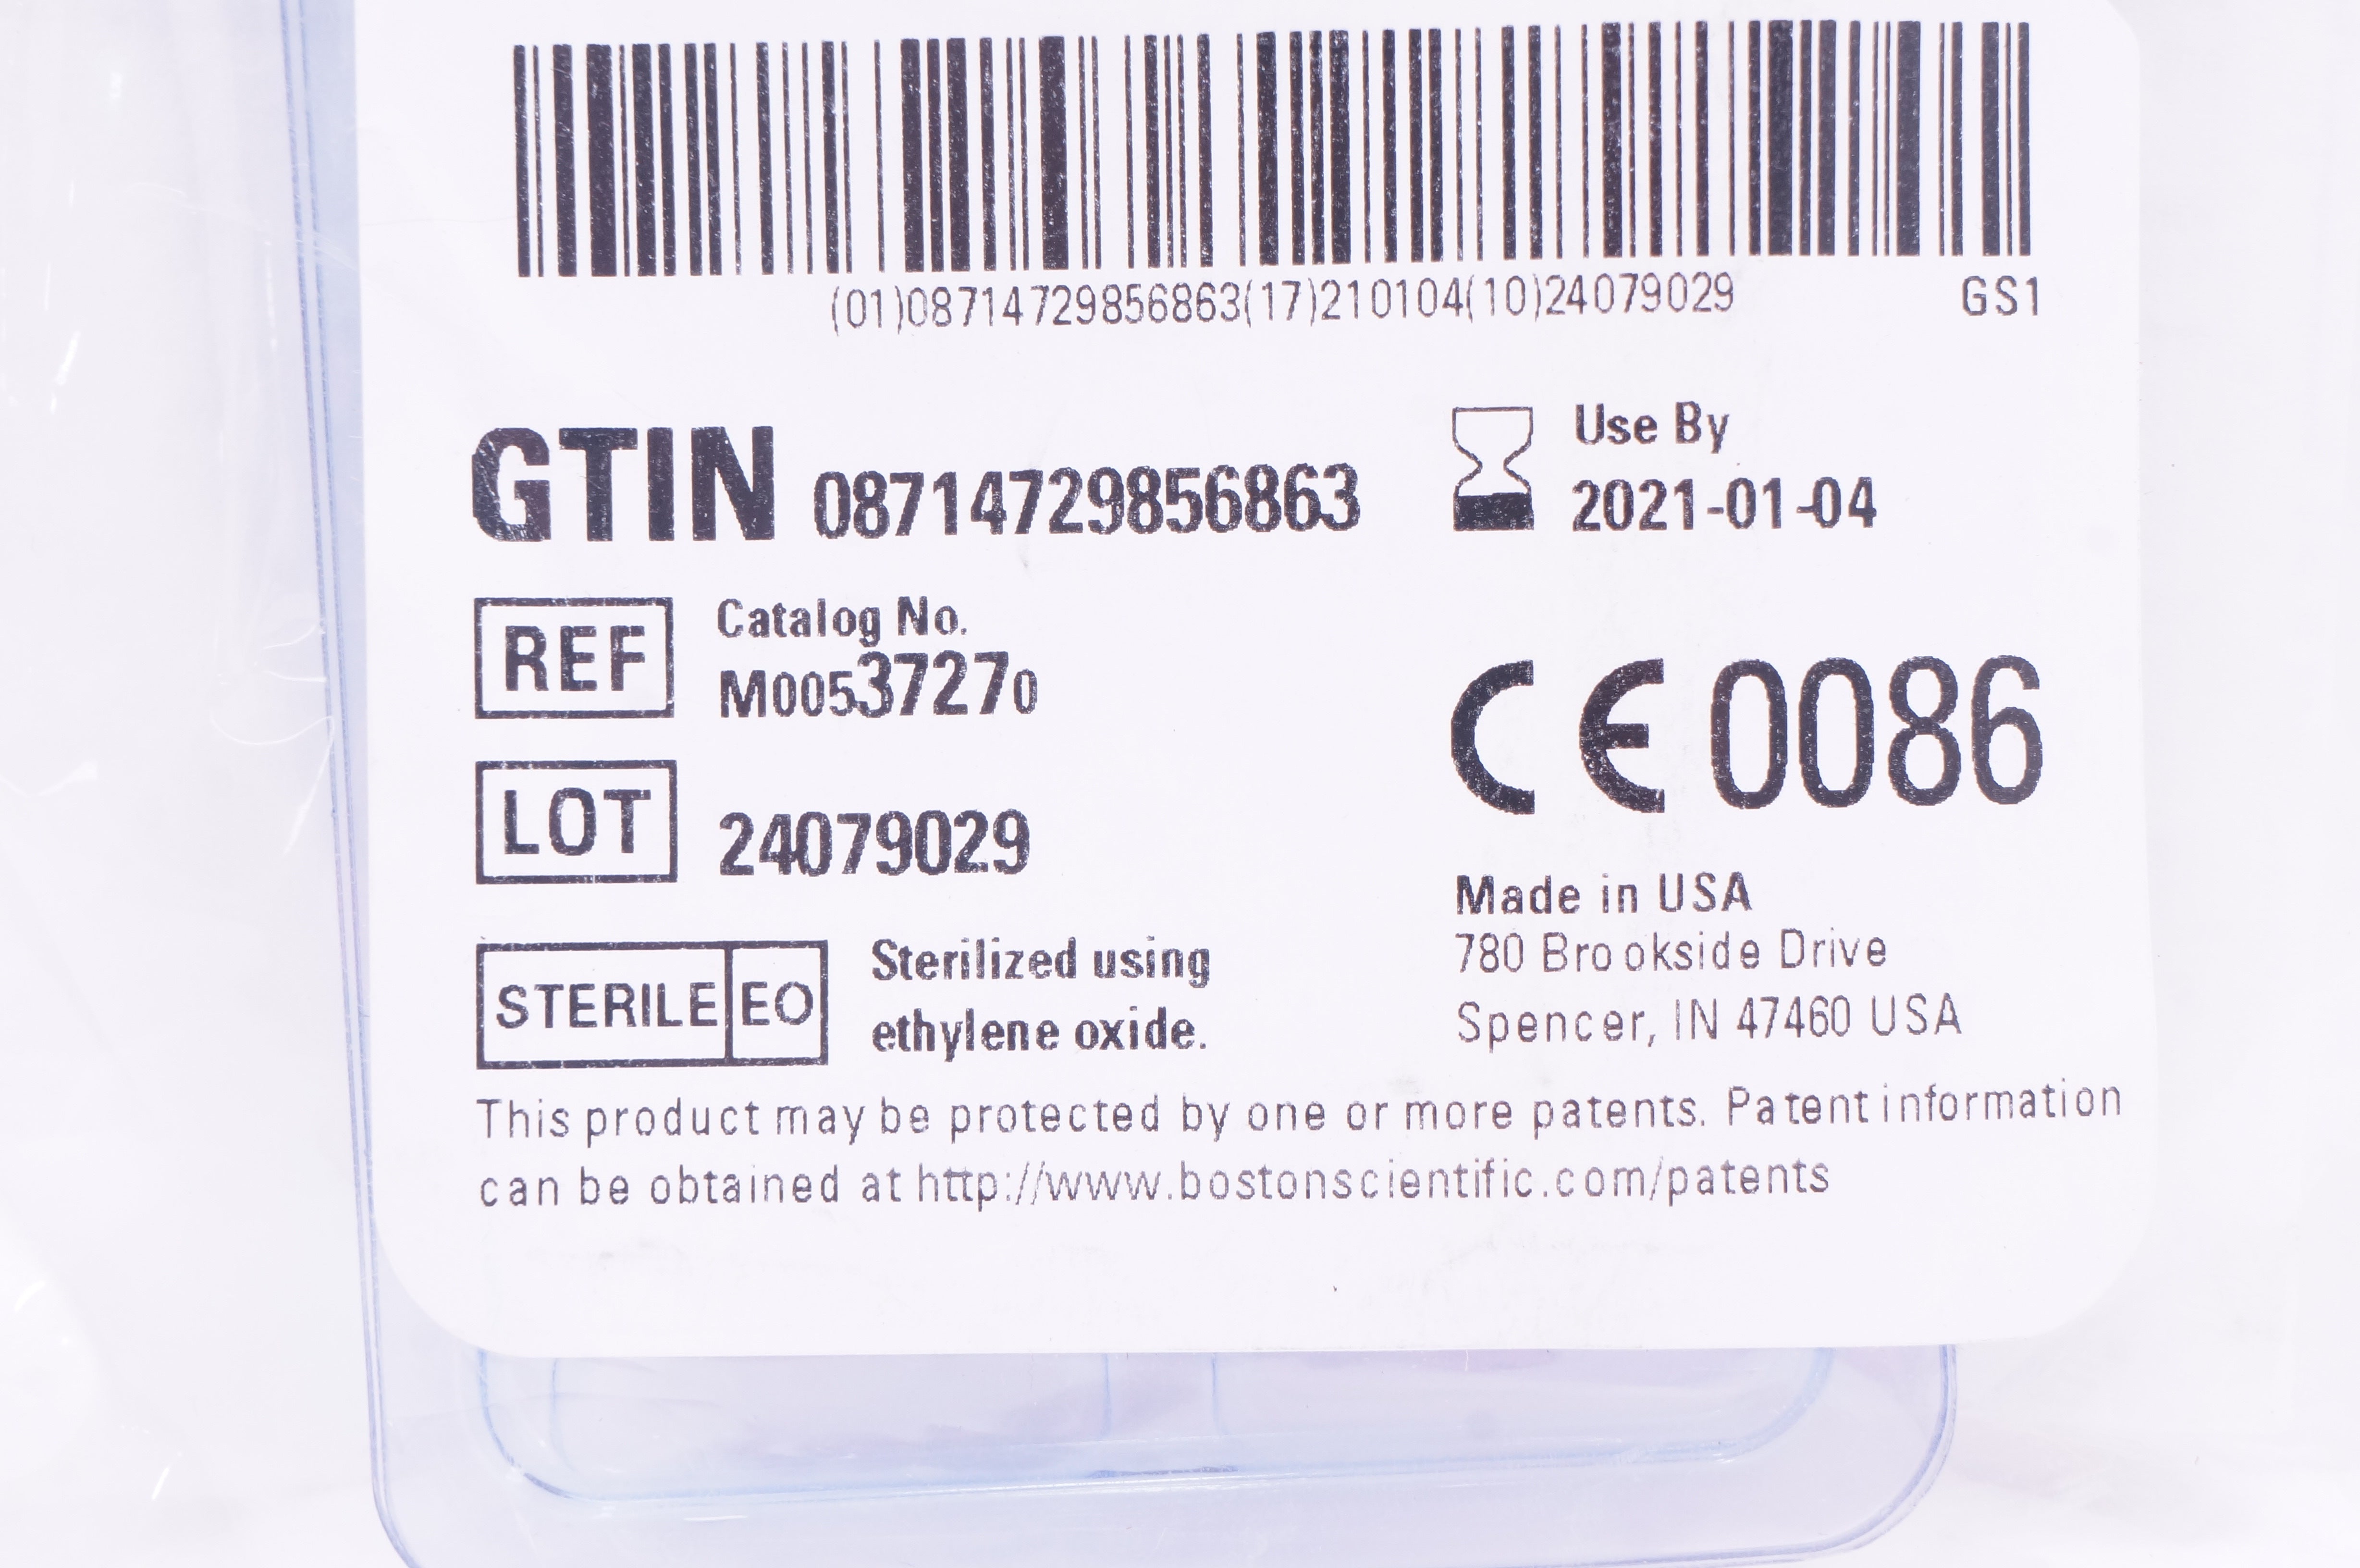 (01)08714729856863(17)210104(10)24079029 GS1
GTIN 08714729856863
Use By
2021-01-04
REF
Catalog No.
M00537270
CE 0086
LOT
24079029
Made in USA
780 Brookside Drive
Spencer, IN 47460 USA
STERILE EO
Sterilized using
ethylene oxide.
This product may be protected by one or more patents. Patent information
can be obtained at http://www.bostonscientific.com/patents